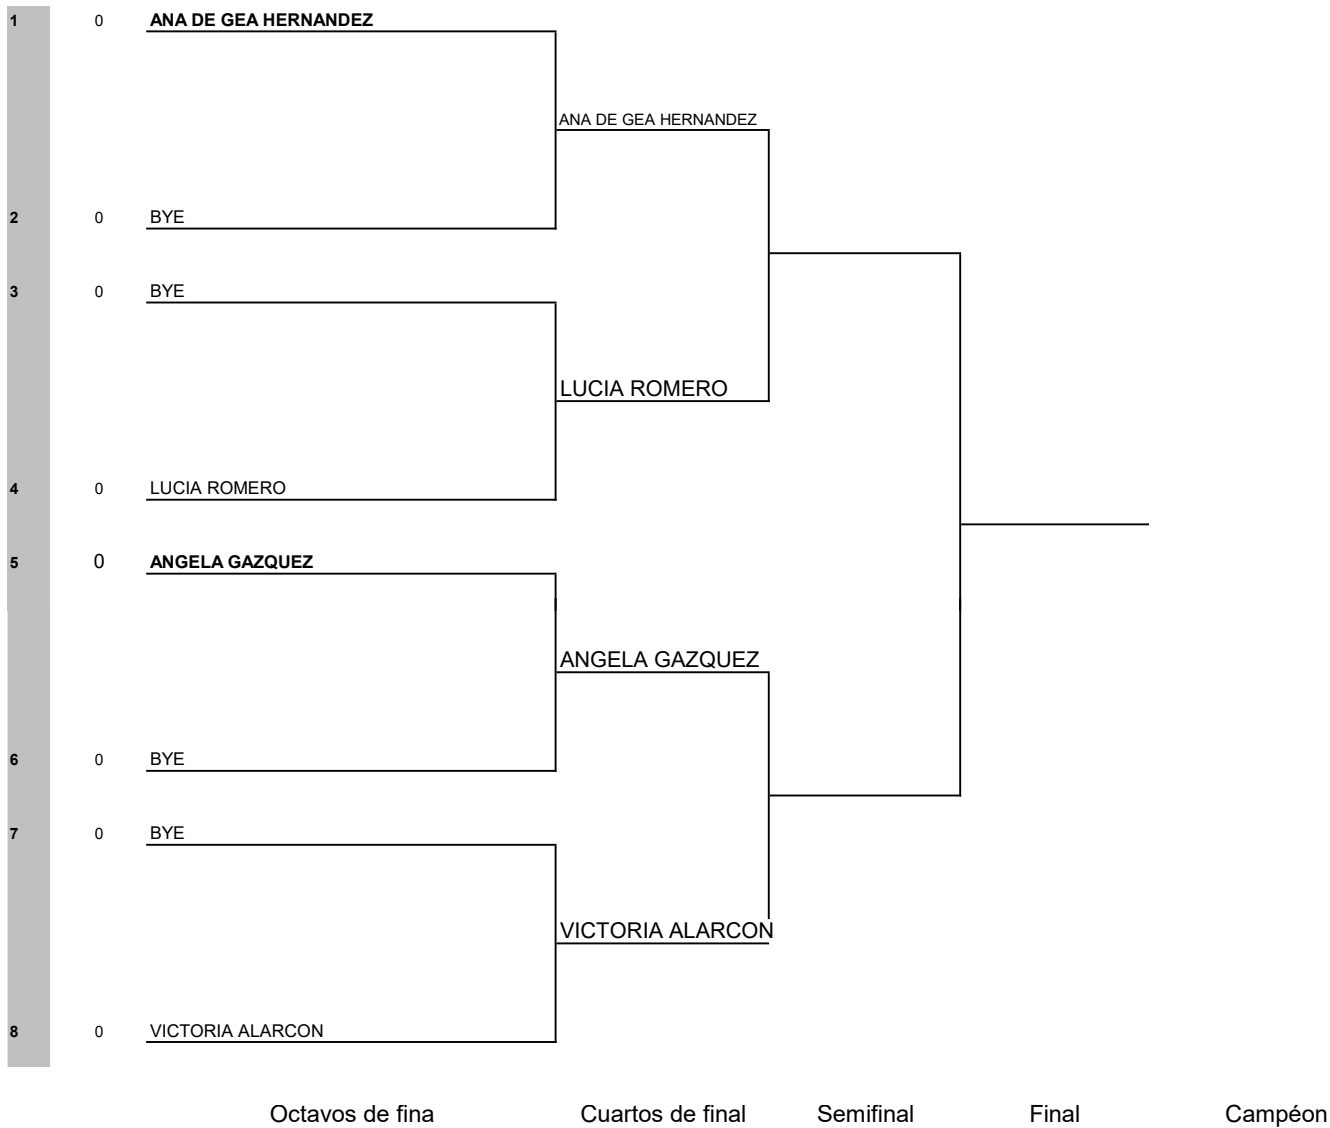 1 0 ANA DE GEA HERNANDEZ
ANA DE GEA HERNANDEZ
2 0 BYE
3 0 BYE
LUCIA ROMERO
4 0 LUCIA ROMERO
5 0 ANGELA GAZQUEZ
ANGELA GAZQUEZ
6 0 BYE
7 0 BYE
VICTORIA ALARCON
8 0 VICTORIA ALARCON
Octavos de fina Cuartos de final Semifinal Final Campéon